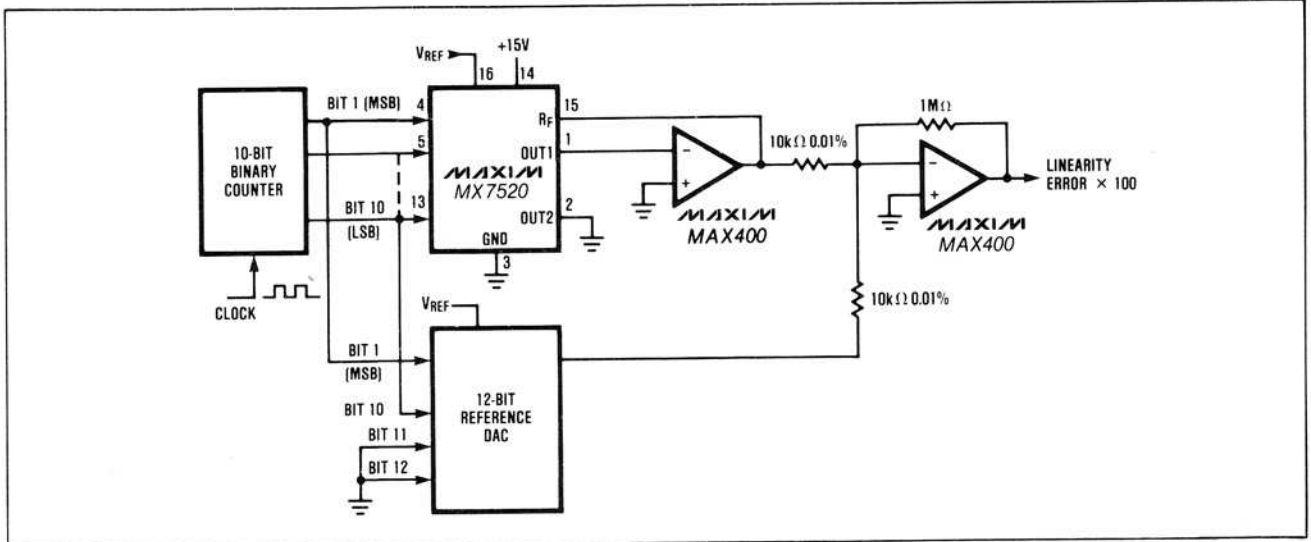 VREF
+15V
16
14
10-BIT
BINARY
COUNTER
BIT 1 (MSB)
4
5
BIT 10
(LSB)
13
RF
15
OUT1
1
MAXIM
MX7520
OUT2
2
GND
3
CLOCK
-
+
MAXIM
MAX400
10kΩ 0.01%
1MΩ
-
+
MAXIM
MAX400
LINEARITY
ERROR × 100
10kΩ 0.01%
VREF
BIT 1
(MSB)
BIT 10
BIT 11
BIT 12
12-BIT
REFERENCE
DAC